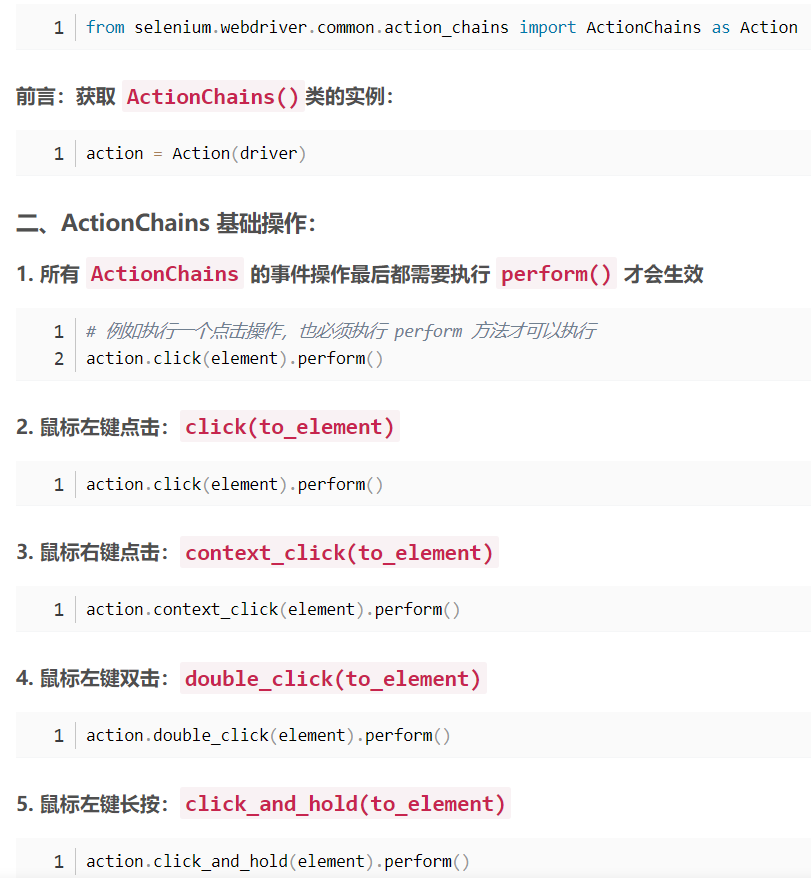 1 from selenium.webdriver.common.action_chains import ActionChains as Action
前言：获取 ActionChains() 类的实例：
1 action = Action(driver)
二、ActionChains 基础操作：
1. 所有 ActionChains 的事件操作最后都需要执行 perform() 才会生效
1 # 例如执行一个点击操作，也必须执行 perform 方法才可以执行
2 action.click(element).perform()
2. 鼠标左键点击：click(to_element)
1 action.click(element).perform()
3. 鼠标右键点击：context_click(to_element)
1 action.context_click(element).perform()
4. 鼠标左键双击：double_click(to_element)
1 action.double_click(element).perform()
5. 鼠标左键长按：click_and_hold(to_element)
1 action.click_and_hold(element).perform()